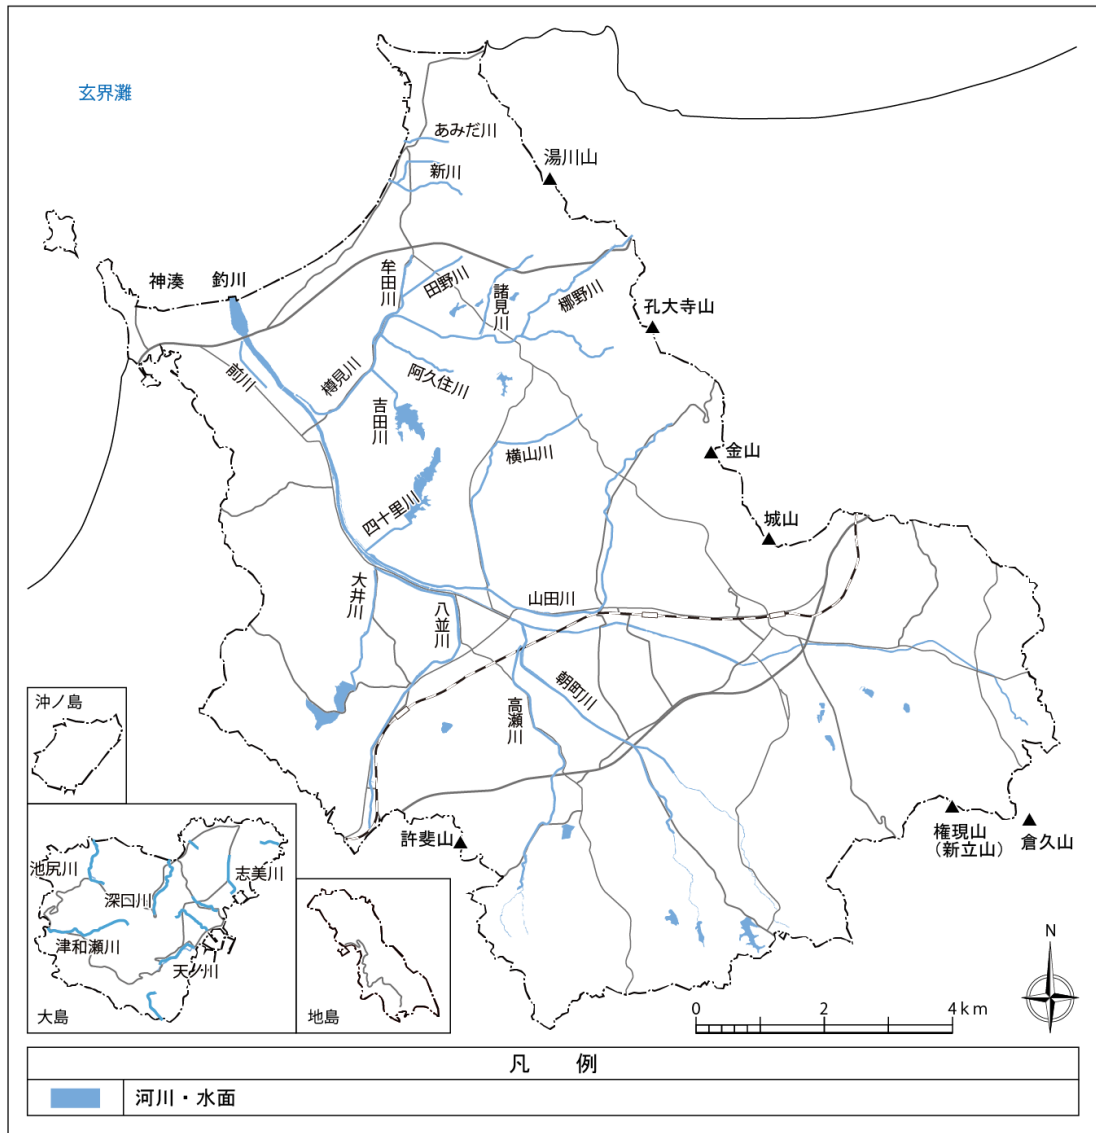 玄界灘
あみだ川
湯川山
新川
神湊
釣川
牟田川
田野川
諸見川
梛野川
孔大寺山
前川
樽見川
阿久住川
吉田川
横山川
金山
四十里川
城山
大井川
八並川
山田川
朝町川
高瀬川
沖ノ島
許斐山
権現山
(新立山)
倉久山
池尻川
深口川
志美川
津和瀬川
天ノ川
大島
地島
N
0 2 4km
凡 例
河川・水面